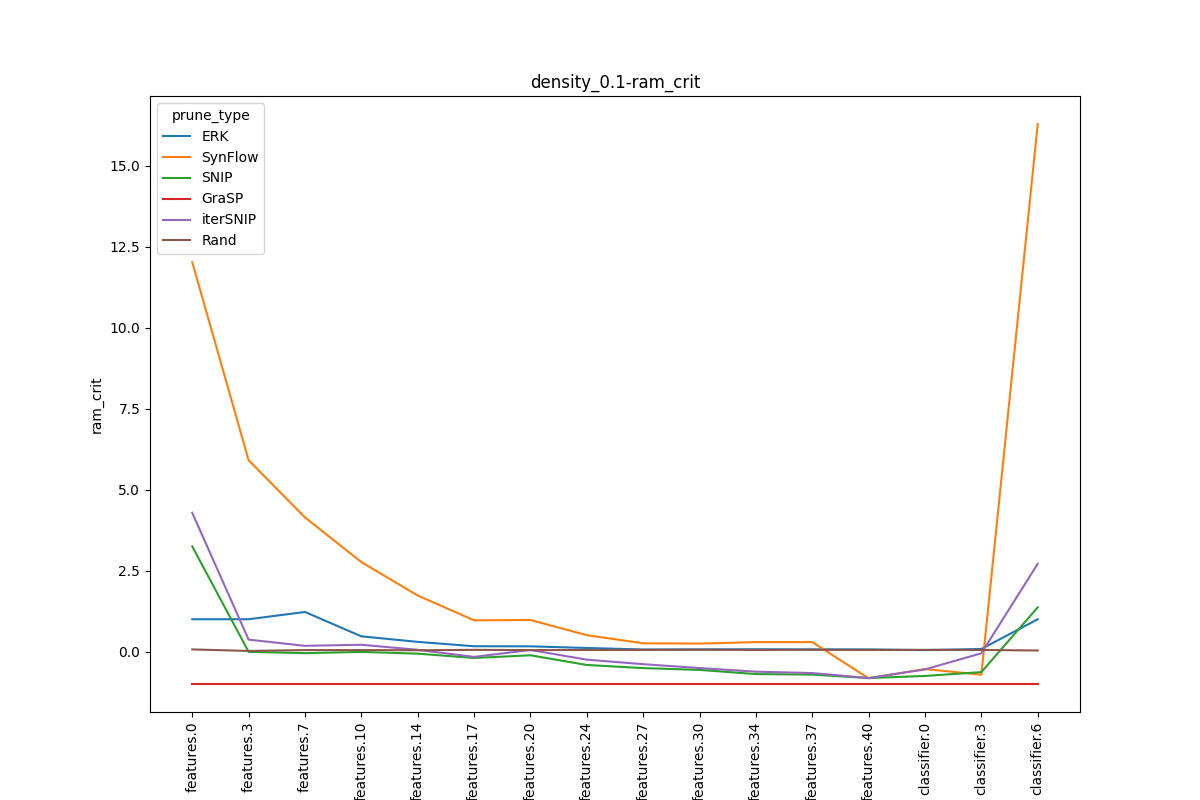 density_0.1-ram_crit
prune_type
ERK
SynFlow
SNIP
GraSP
iterSNIP
Rand
15.0
12.5
10.0
7.5
5.0
2.5
0.0
ram_crit
features.0
features.3
features.7
features.10
features.14
features.17
features.20
features.24
features.27
features.30
features.34
features.37
features.40
classifier.0
classifier.3
classifier.6